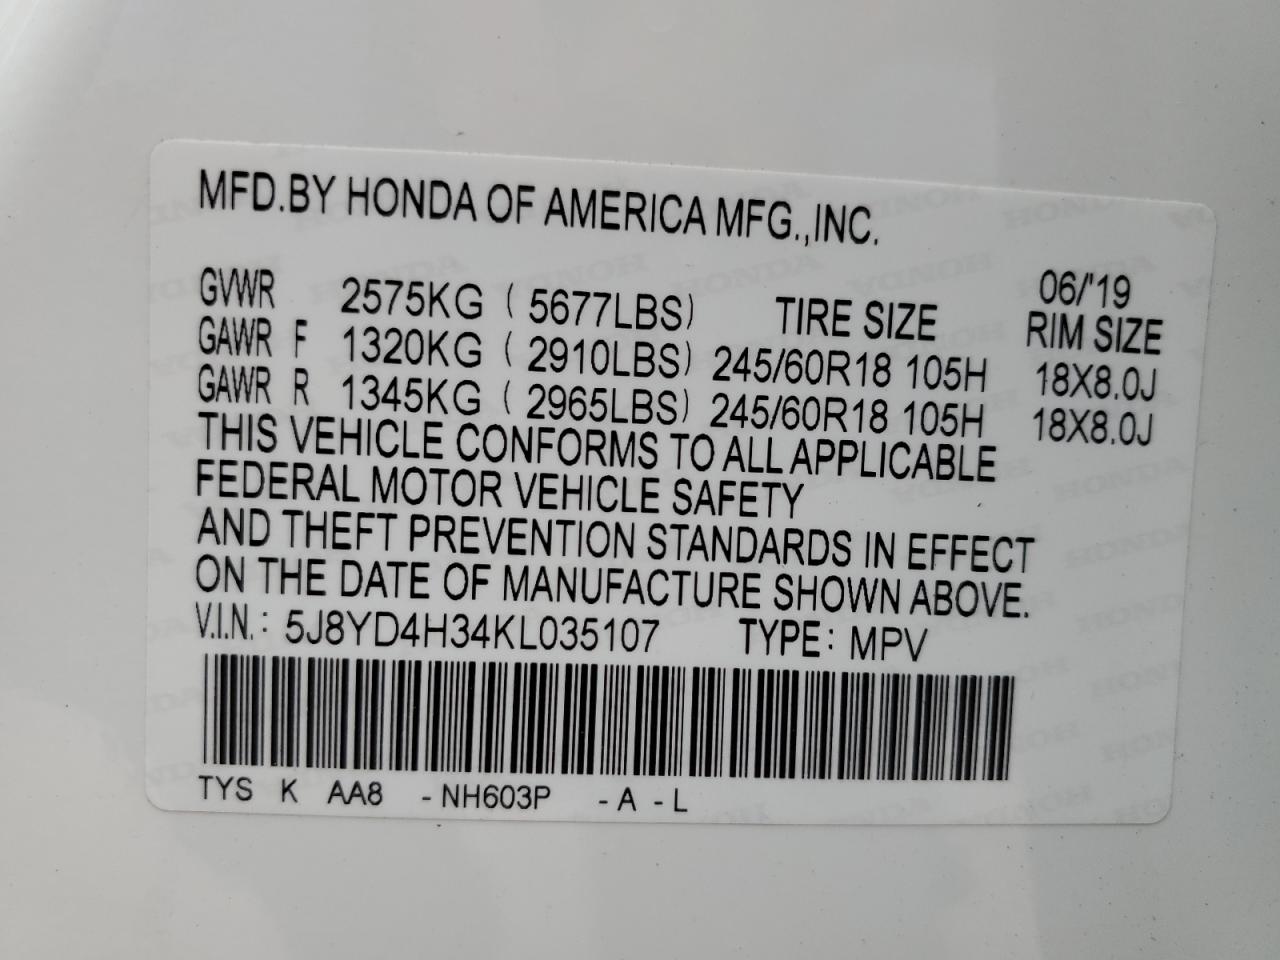 MFD.BY HONDA OF AMERICA MFG.,INC.
06/'19
GVWR 2575KG ( 5677LBS) TIRE SIZE RIM SIZE
GAWR F 1320KG ( 2910LBS) 245/60R18 105H 18X8.0J
GAWR R 1345KG ( 2965LBS) 245/60R18 105H 18X8.0J
THIS VEHICLE CONFORMS TO ALL APPLICABLE
FEDERAL MOTOR VEHICLE SAFETY
AND THEFT PREVENTION STANDARDS IN EFFECT
ON THE DATE OF MANUFACTURE SHOWN ABOVE.
V.I.N.: 5J8YD4H34KL035107 TYPE: MPV
TYS K AA8 -NH603P -A -L